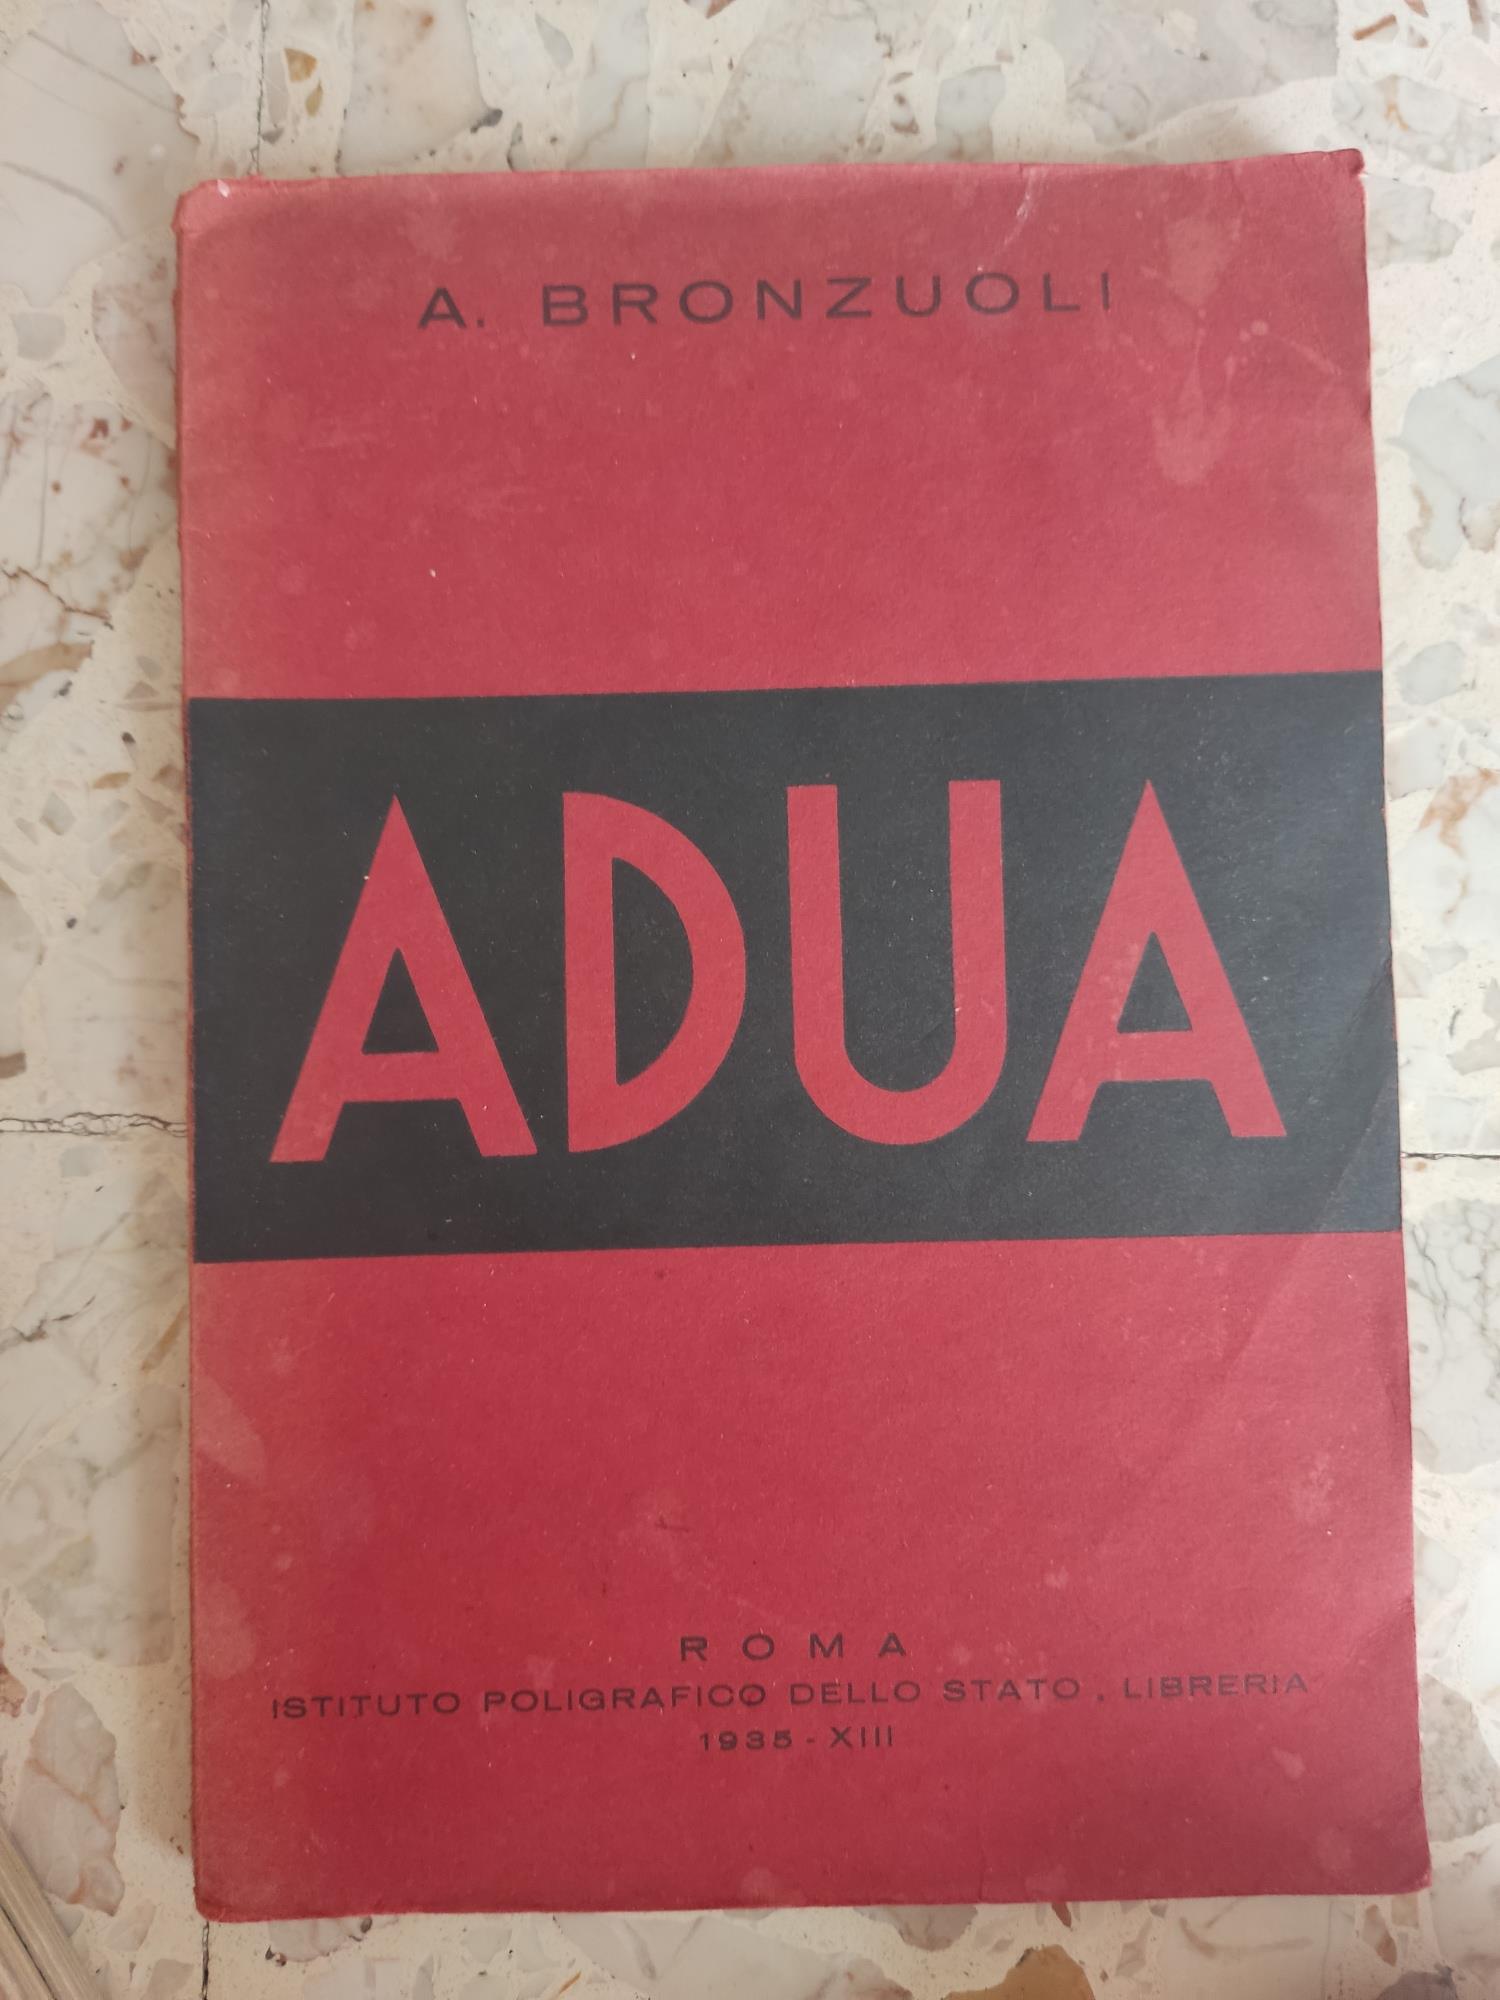 A. BRONZUOLI
ADUA
ROMA
ISTITUTO POLIGRAFICO DELLO STATO . LIBRERIA
1935 - XIII